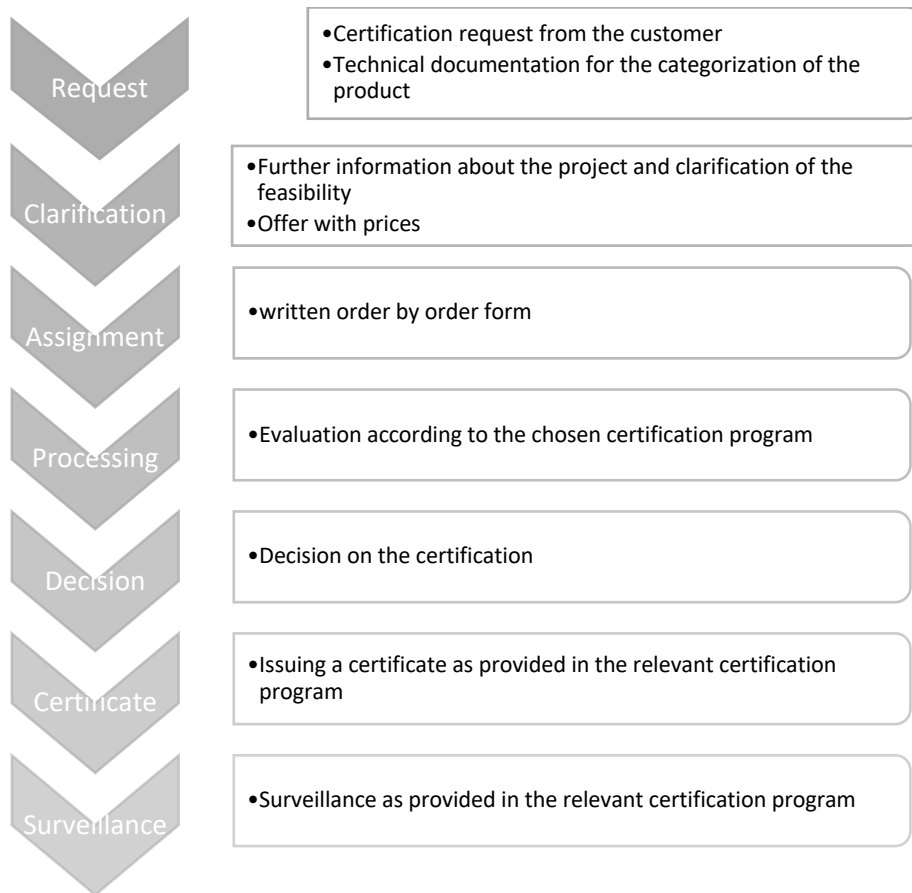 Request
•Certification request from the customer
•Technical documentation for the categorization of the
product
Clarification
•Further information about the project and clarification of the
feasibility
•Offer with prices
Assignment
•written order by order form
Processing
•Evaluation according to the chosen certification program
Decision
•Decision on the certification
Certificate
•Issuing a certificate as provided in the relevant certification
program
Surveillance
•Surveillance as provided in the relevant certification program